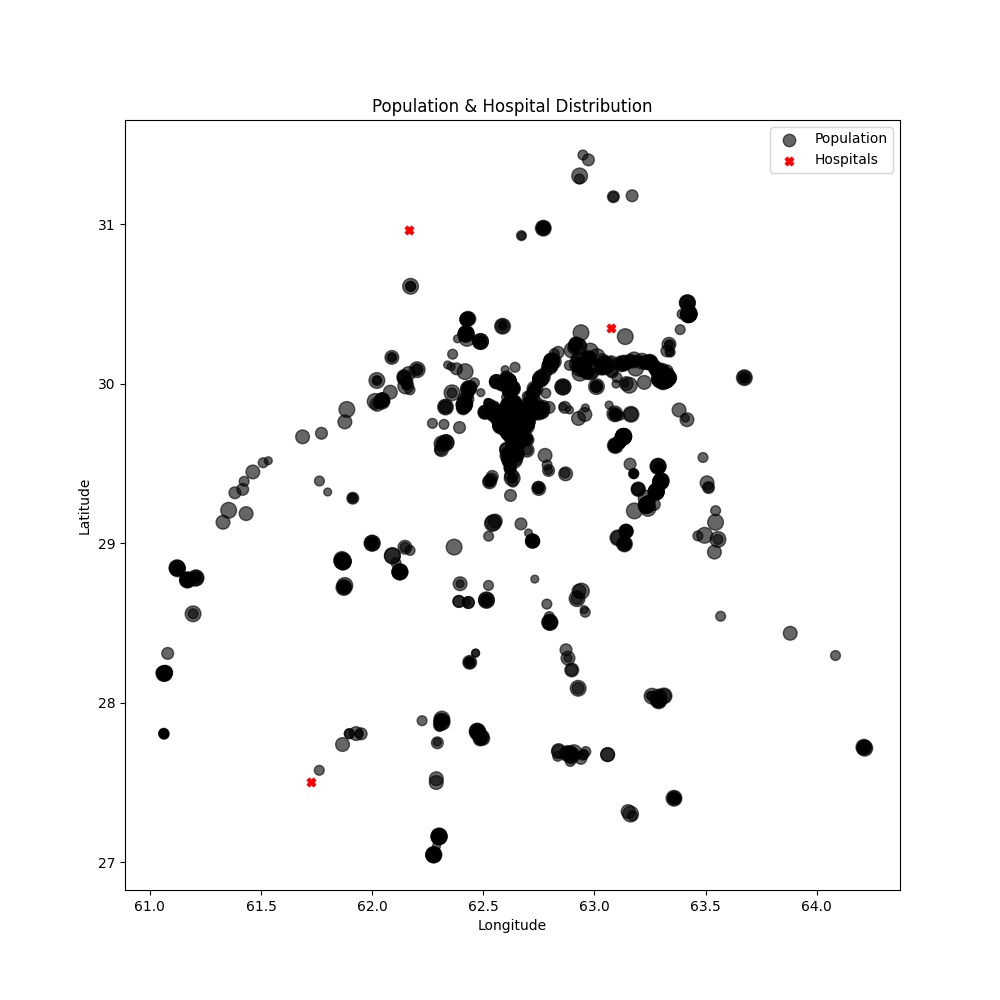 Population & Hospital Distribution
Population
Hospitals
31
30
29
28
27
Latitude
61.0 61.5 62.0 62.5 63.0 63.5 64.0
Longitude